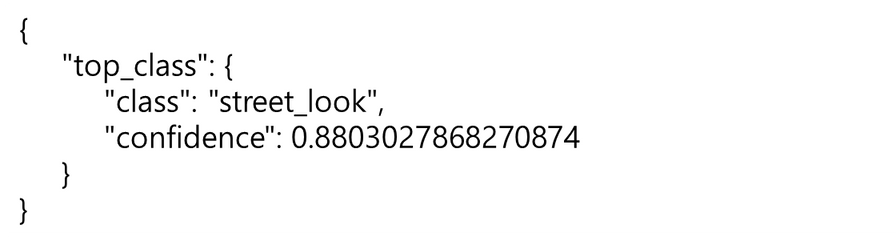 {
"top_class": {
"class": "street_look",
"confidence": 0.8803027868270874
}
}